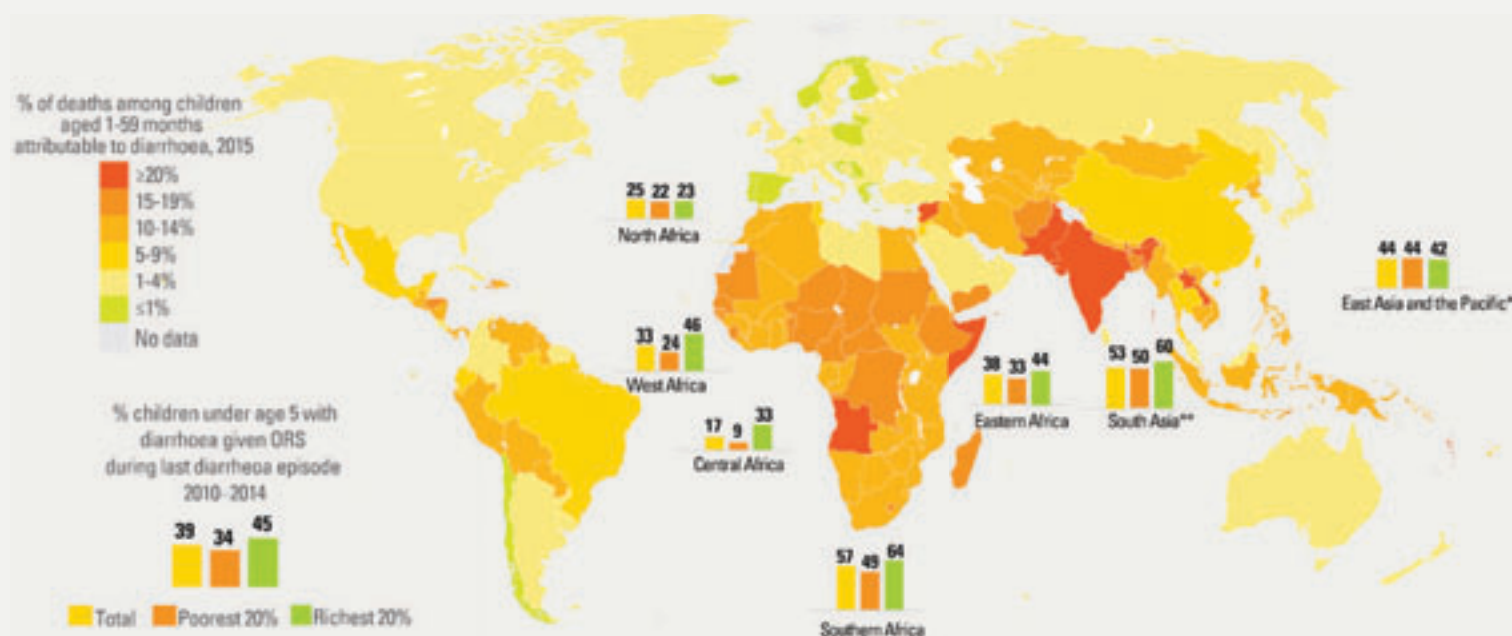 % of deaths among children
aged 1-59 months
attributable to diarrhoea, 2015
≥20%
15-19%
10-14%
5-9%
1-4%
≤1%
No data
% children under age 5 with
diarrhoea given ORS
during last diarrheoa episode
2010-2014
39 34 45
Total Poorest 20% Richest 20%
25 22 23
North Africa
33 24 46
West Africa
17 9 33
Central Africa
57 49 64
Southern Africa
38 33 44
Eastern Africa
53 50 60
South Asia**
44 44 42
East Asia and the Pacific*